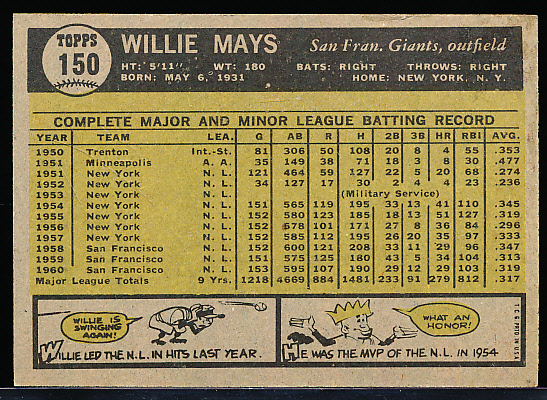 TOPPS
150
WILLIE MAYS San Fran. Giants, outfield
HT: 5'11" WT: 180 BATS: RIGHT THROWS: RIGHT
BORN: MAY 6, 1931 HOME: NEW YORK, N. Y.
COMPLETE MAJOR AND MINOR LEAGUE BATTING RECORD
YEAR TEAM LEA. G AB R H 2B 3B HR RBI AVG.
1950 Trenton Int.-St. 81 306 50 108 20 8 4 55 .353
1951 Minneapolis A. A. 35 149 38 71 18 3 8 30 .477
1951 New York N. L. 121 464 59 127 22 5 20 68 .274
1952 New York N. L. 34 127 17 30 2 4 4 23 .236
1953 New York N. L. (Military Service)
1954 New York N. L. 151 565 119 195 33 13 41 110 .345
1955 New York N. L. 152 580 123 185 18 13 51 127 .319
1956 New York N. L. 152 578 101 171 27 8 36 84 .296
1957 New York N. L. 152 585 112 195 26 20 35 97 .333
1958 San Francisco N. L. 152 600 121 208 33 11 29 96 .347
1959 San Francisco N. L. 151 575 125 180 43 5 34 104 .313
1960 San Francisco N. L. 153 595 107 190 29 12 29 103 .319
Major League Totals 9 Yrs. 1218 4669 884 1481 233 91 279 812 .317
WILLIE IS
SWINGING
AGAIN!
WILLIE LED THE N.L. IN HITS LAST YEAR.
WHAT AN
HONOR!
HE WAS THE MVP OF THE N.L. IN 1954
T.C.G. PRTD. IN U.S.A.